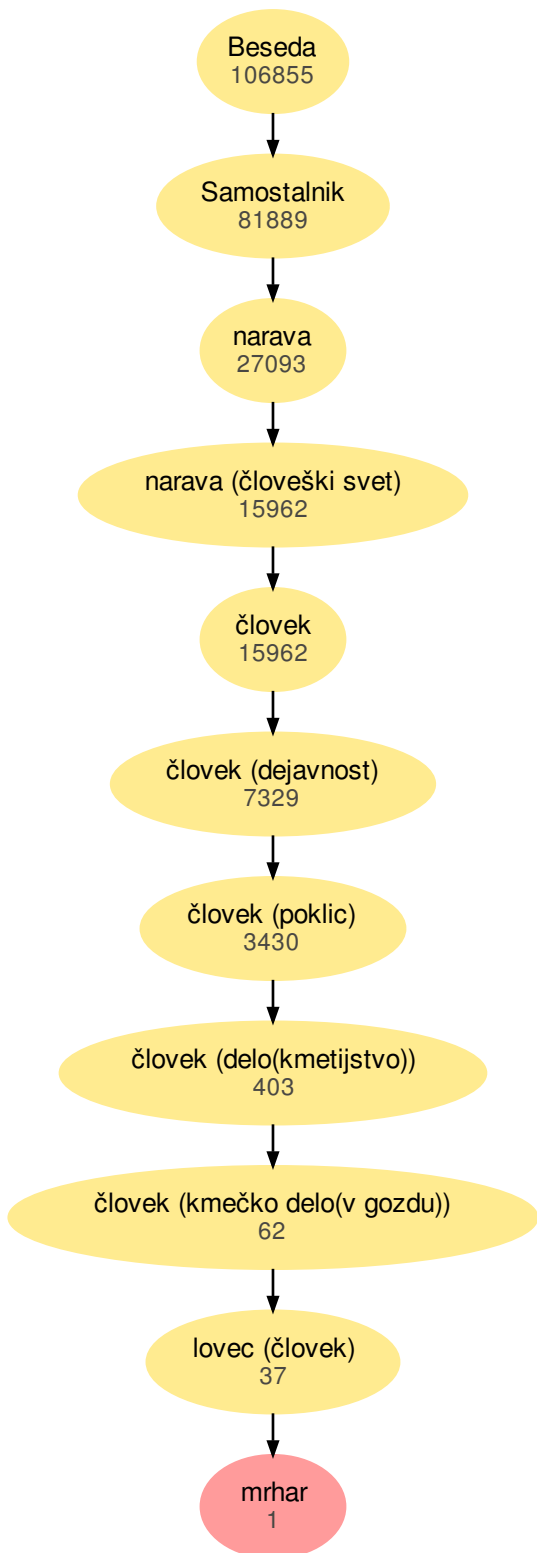 Beseda
106855
Samostalnik
81889
narava
27093
narava (človeški svet)
15962
človek
15962
človek (dejavnost)
7329
človek (poklic)
3430
človek (delo(kmetijstvo))
403
človek (kmečko delo(v gozdu))
62
lovec (človek)
37
mrhar
1